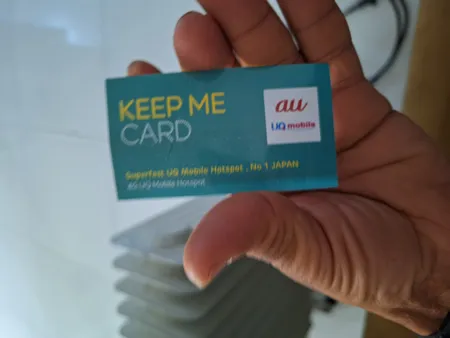 KEEP ME
CARD
au
UQ mobile
Superfast UQ Mobile Hotspot , No 1 JAPAN
4G UQ Mobile Hotspot